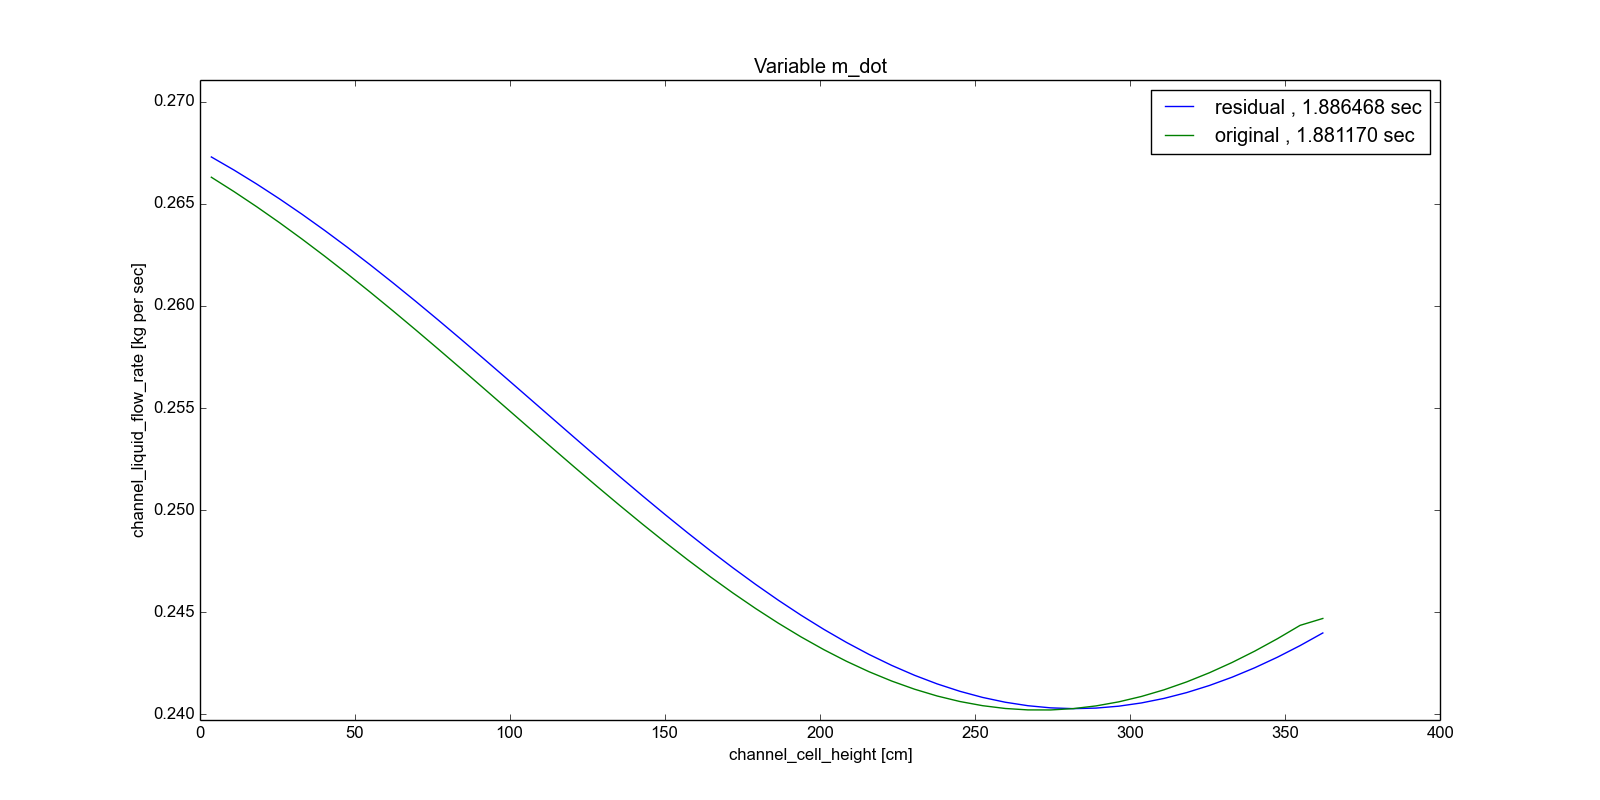 Variable m_dot
residual , 1.886468 sec
original , 1.881170 sec
channel_liquid_flow_rate [kg per sec]
0.270
0.265
0.260
0.255
0.250
0.245
0.240
0 50 100 150 200 250 300 350 400
channel_cell_height [cm]